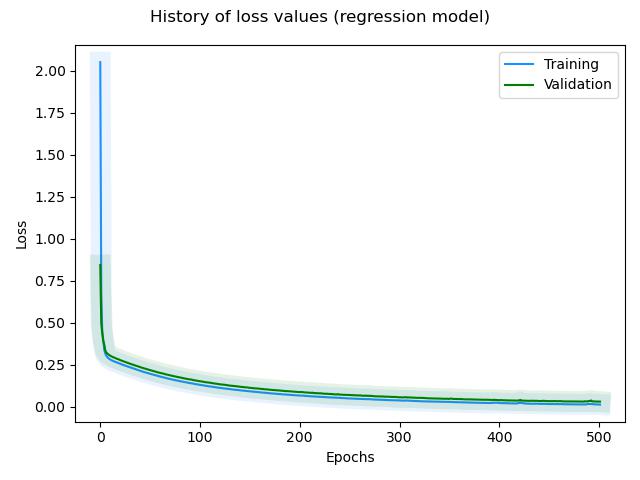 History of loss values (regression model)
Training
Validation
2.00
1.75
1.50
1.25
1.00
0.75
0.50
0.25
0.00
Loss
0 100 200 300 400 500
Epochs